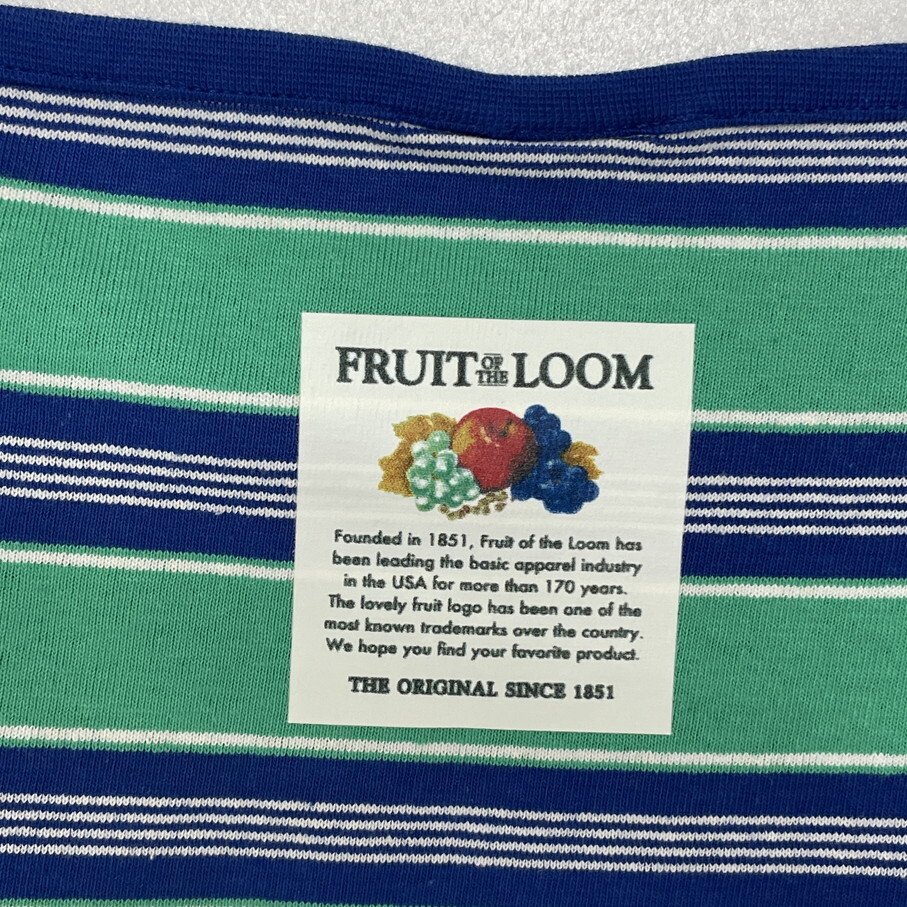 FRUIT OF THE LOOM
Founded in 1851, Fruit of the Loom has
been leading the basic apparel industry
in the USA for more than 170 years.
The lovely fruit logo has been one of the
most known trademarks over the country.
We hope you find your favorite product.
THE ORIGINAL SINCE 1851